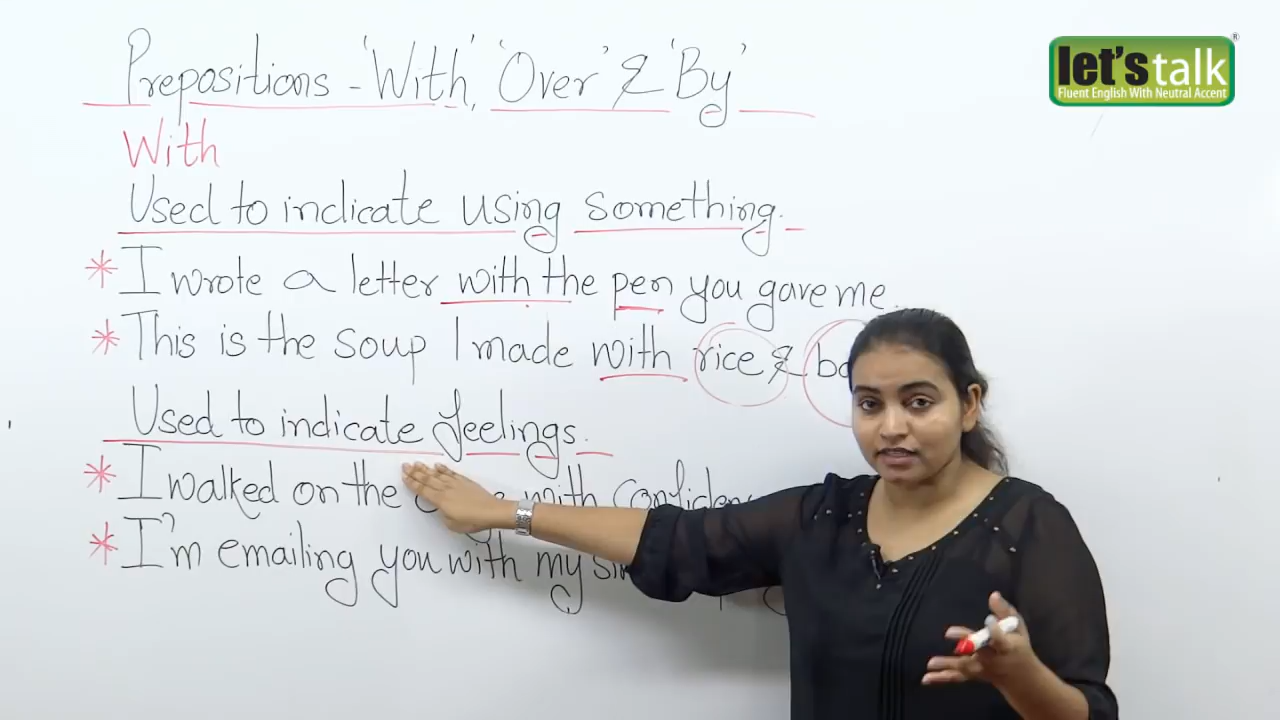 Prepositions - 'With', 'Over' & 'By'
let's talk
®
Fluent English With Neutral Accent
With
Used to indicate using something.
* I wrote a letter with the pen you gave me.
* This is the soup I made with rice &
Used to indicate feelings.
* I walked on the with
* I'm emailing you with my